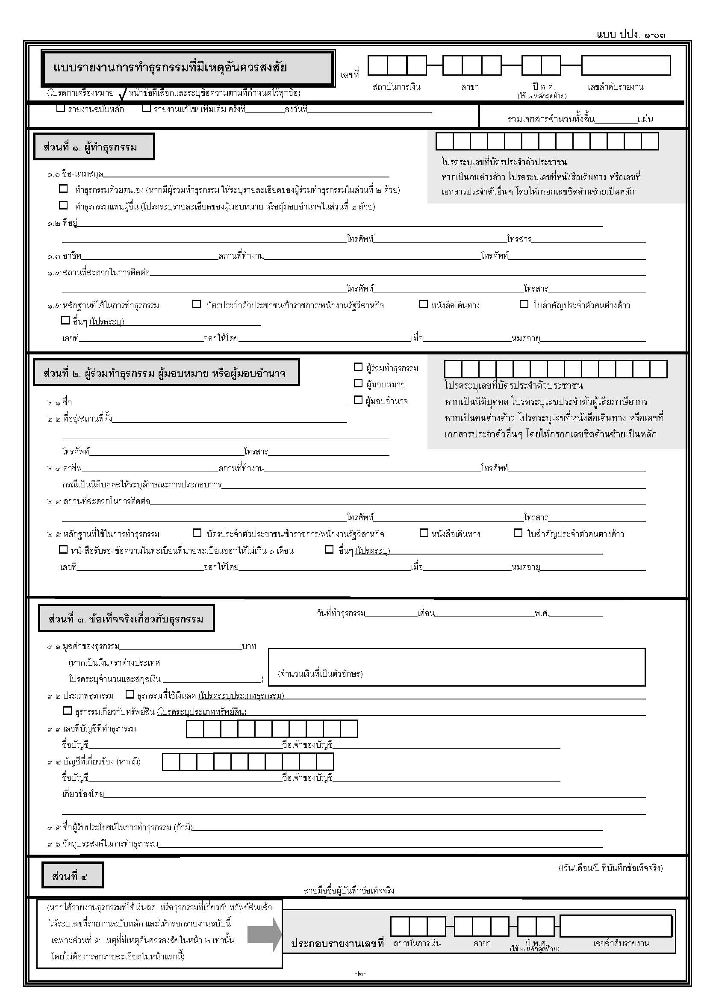 แบบ ปปง. ๑-๐๓
แบบรายงานการทำธุรกรรมที่มีเหตุอันควรสงสัย
เลขที่
สถาบันการเงิน สาขา ปี พ.ศ. เลขลำดับรายงาน
(ใช้ ๒ หลักสุดท้าย)
(โปรดกาเครื่องหมาย √ หน้าข้อที่เลือกและระบุข้อความตามที่กำหนดไว้ทุกข้อ)
รายงานฉบับหลัก รายงานแก้ไข/ เพิ่มเติม ครั้งที่ ลงวันที่
รวมเอกสารจำนวนทั้งสิ้น แผ่น
ส่วนที่ ๑. ผู้ทำธุรกรรม
โปรดระบุเลขที่บัตรประจำตัวประชาชน
หากเป็นคนต่างด้าว โปรดระบุเลขที่หนังสือเดินทาง หรือเลขที่
เอกสารประจำตัวอื่นๆ โดยให้กรอกเลขชิดด้านซ้ายเป็นหลัก
๑.๑ ชื่อ-นามสกุล
ทำธุรกรรมด้วยตนเอง (หากมีผู้ร่วมทำธุรกรรม ให้ระบุรายละเอียดของผู้ร่วมทำธุรกรรมในส่วนที่ ๒ ด้วย)
ทำธุรกรรมแทนผู้อื่น (โปรดระบุรายละเอียดของผู้มอบหมาย หรือผู้มอบอำนาจในส่วนที่ ๒ ด้วย)
๑.๒ ที่อยู่
โทรศัพท์ โทรสาร
๑.๓ อาชีพ สถานที่ทำงาน โทรศัพท์
๑.๔ สถานที่สะดวกในการติดต่อ
โทรศัพท์ โทรสาร
๑.๕ หลักฐานที่ใช้ในการทำธุรกรรม บัตรประจำตัวประชาชน/ข้าราชการ/พนักงานรัฐวิสาหกิจ หนังสือเดินทาง ใบสำคัญประจำตัวคนต่างด้าว
อื่นๆ (โปรดระบุ)
เลขที่ ออกให้โดย เมื่อ หมดอายุ
ส่วนที่ ๒. ผู้ร่วมทำธุรกรรม ผู้มอบหมาย หรือผู้มอบอำนาจ
ผู้ร่วมทำธุรกรรม
ผู้มอบหมาย
ผู้มอบอำนาจ
โปรดระบุเลขที่บัตรประจำตัวประชาชน
หากเป็นนิติบุคคล โปรดระบุเลขประจำตัวผู้เสียภาษีอากร
หากเป็นคนต่างด้าว โปรดระบุเลขที่หนังสือเดินทาง หรือเลขที่
เอกสารประจำตัวอื่นๆ โดยให้กรอกเลขชิดด้านซ้ายเป็นหลัก
๒.๑ ชื่อ
๒.๒ ที่อยู่/สถานที่ตั้ง
โทรศัพท์ โทรสาร
๒.๓ อาชีพ สถานที่ทำงาน โทรศัพท์
กรณีเป็นนิติบุคคลให้ระบุลักษณะการประกอบการ
๒.๔ สถานที่สะดวกในการติดต่อ
โทรศัพท์ โทรสาร
๒.๕ หลักฐานที่ใช้ในการทำธุรกรรม บัตรประจำตัวประชาชน/ข้าราชการ/พนักงานรัฐวิสาหกิจ หนังสือเดินทาง ใบสำคัญประจำตัวคนต่างด้าว
หนังสือรับรองข้อความในทะเบียนที่นายทะเบียนออกให้ไม่เกิน ๑ เดือน อื่นๆ (โปรดระบุ)
เลขที่ ออกให้โดย เมื่อ หมดอายุ
ส่วนที่ ๓. ข้อเท็จจริงเกี่ยวกับธุรกรรม
วันที่ทำธุรกรรม เดือน พ.ศ.
๓.๑ มูลค่าของธุรกรรม บาท
(หากเป็นเงินตราต่างประเทศ
โปรดระบุจำนวนและสกุลเงิน )
(จำนวนเงินที่เป็นตัวอักษร)
๓.๒ ประเภทธุรกรรม ธุรกรรมที่ใช้เงินสด (โปรดระบุประเภทธุรกรรม)
ธุรกรรมเกี่ยวกับทรัพย์สิน (โปรดระบุประเภททรัพย์สิน)
๓.๓ เลขที่บัญชีที่ทำธุรกรรม
ชื่อบัญชี ชื่อเจ้าของบัญชี
๓.๔ บัญชีที่เกี่ยวข้อง (หากมี)
ชื่อบัญชี ชื่อเจ้าของบัญชี
เกี่ยวข้องโดย
๓.๕ ชื่อผู้รับประโยชน์ในการทำธุรกรรม (ถ้ามี)
๓.๖ วัตถุประสงค์ในการทำธุรกรรม
ส่วนที่ ๔
((วัน/เดือน/ปี ที่บันทึกข้อเท็จจริง)
ลายมือชื่อผู้บันทึกข้อเท็จจริง
(หากได้รายงานธุรกรรมที่ใช้เงินสด หรือธุรกรรมที่เกี่ยวกับทรัพย์สินแล้ว
ให้ระบุเลขที่รายงานฉบับหลัก และให้กรอกรายงานฉบับนี้
เฉพาะส่วนที่ ๕ เหตุที่มีเหตุอันควรสงสัยในหน้า ๒ เท่านั้น
โดยไม่ต้องกรอกรายละเอียดในหน้าแรกนี้)
ประกอบรายงานเลขที่ สถาบันการเงิน สาขา ปี พ.ศ. เลขลำดับรายงาน
(ใช้ ๒ หลักสุดท้าย)
-๒-